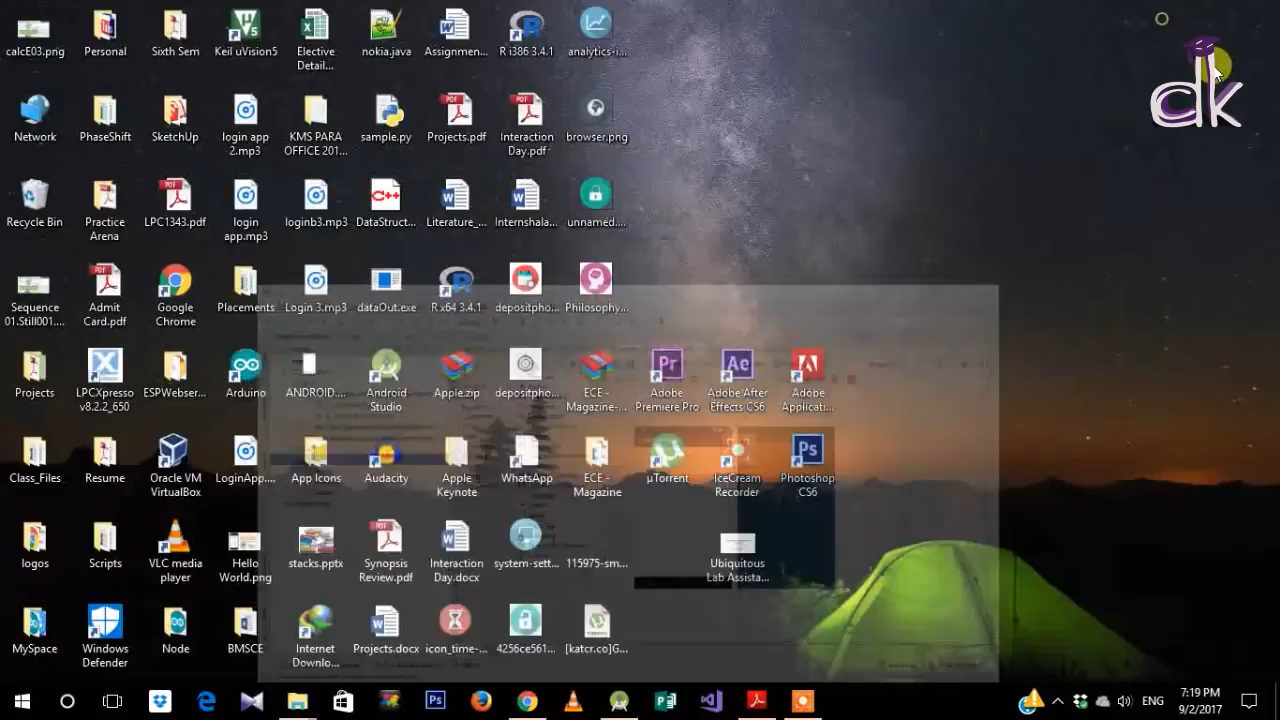 calcE03.png
Personal
Sixth Sem
Keil uVision5
Elective
Detail...
nokia.java
Assignmen...
R i386 3.4.1
analytics-i...
Network
PhaseShift
SketchUp
login app
2.mp3
KMS PARA
OFFICE 201...
sample.py
Projects.pdf
Interaction
Day.pdf
browser.png
Recycle Bin
Practice
Arena
LPC1343.pdf
login
app.mp3
loginb3.mp3
DataStruct...
Literature_...
Internshala...
unnamed....
Sequence
01.Still001....
Admit
Card.pdf
Google
Chrome
Placements
Login 3.mp3
dataOut.exe
R x64 3.4.1
depositpho...
Philosophy...
Projects
LPCXpresso
v8.2.2_650
ESPWebser...
Arduino
ANDROID....
Android
Studio
Apple.zip
depositpho...
ECE -
Magazine-...
Adobe
Premiere Pro
Adobe After
Effects CS6
Adobe
Applicati...
Class_Files
Resume
Oracle VM
VirtualBox
LoginApp....
App Icons
Audacity
Apple
Keynote
WhatsApp
ECE -
Magazine
µTorrent
IceCream
Recorder
Photoshop
CS6
logos
Scripts
VLC media
player
Hello
World.png
stacks.pptx
Synopsis
Review.pdf
Interaction
Day.docx
system-sett...
115975-sm...
Ubiquitous
Lab Assista...
MySpace
Windows
Defender
Node
BMSCE
Internet
Downlo...
Projects.docx
icon_time-...
4256ce561...
[katcr.co]G...
clk
ENG
7:19 PM
9/2/2017